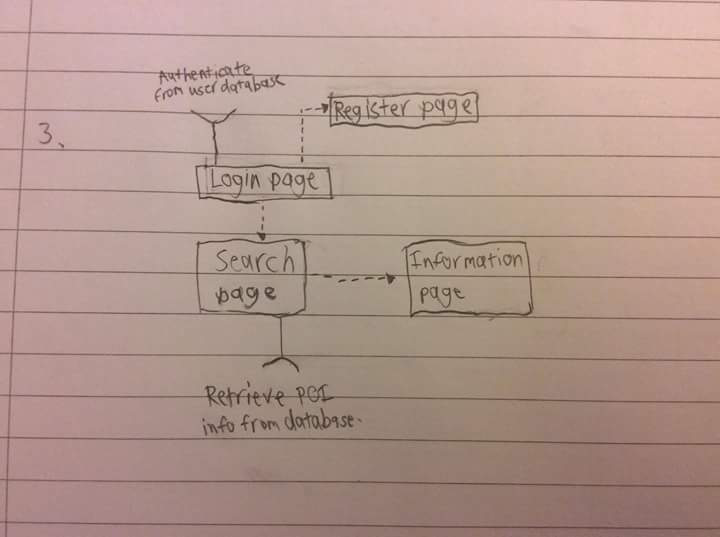 Authenticate
from user database
Register page
3.
Login page
Search
page
Information
page
Retrieve POI
info from database.